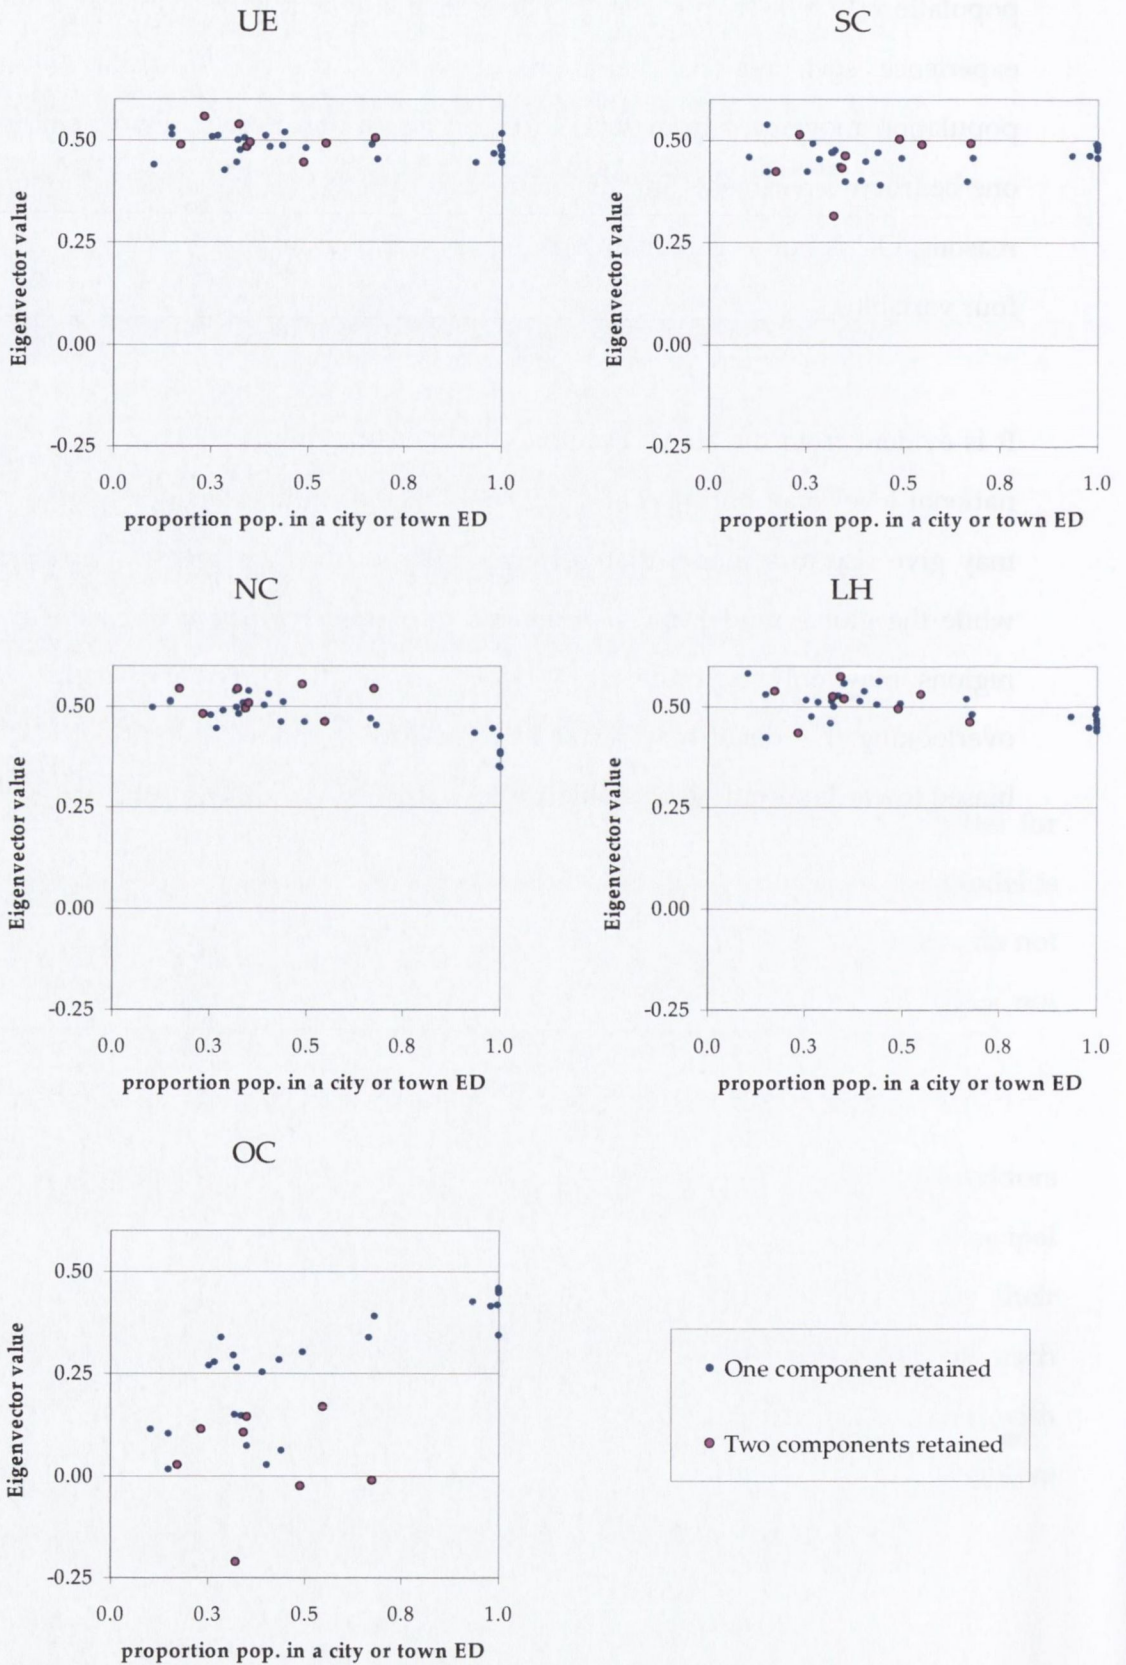 UE
SC
Eigenvector value
0.50
0.25
0.00
-0.25
0.0 0.3 0.5 0.8 1.0
proportion pop. in a city or town ED
Eigenvector value
0.50
0.25
0.00
-0.25
0.0 0.3 0.5 0.8 1.0
proportion pop. in a city or town ED
NC
LH
Eigenvector value
0.50
0.25
0.00
-0.25
0.0 0.3 0.5 0.8 1.0
proportion pop. in a city or town ED
Eigenvector value
0.50
0.25
0.00
-0.25
0.0 0.3 0.5 0.8 1.0
proportion pop. in a city or town ED
OC
Eigenvector value
0.50
0.25
0.00
-0.25
0.0 0.3 0.5 0.8 1.0
proportion pop. in a city or town ED
One component retained
Two components retained